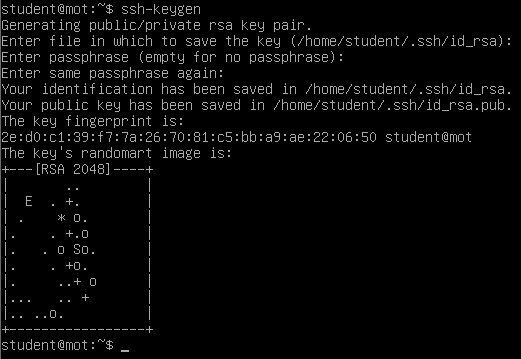 student@mot:~$ ssh-keygen
Generating public/private rsa key pair.
Enter file in which to save the key (/home/student/.ssh/id_rsa):
Enter passphrase (empty for no passphrase):
Enter same passphrase again:
Your identification has been saved in /home/student/.ssh/id_rsa.
Your public key has been saved in /home/student/.ssh/id_rsa.pub.
The key fingerprint is:
2e:d0:c1:39:f7:7a:26:70:81:c5:bb:a9:ae:22:06:50 student@mot
The key's randomart image is:
+---[RSA 2048]----+
|       ..        |
|  E  . +.        |
| .    * o.       |
|.    . +.o       |
|.   . o So.      |
|.    . +o.       |
|.     ..+ o      |
|...   .. +       |
|.. ..o.          |
+-----------------+
student@mot:~$ _